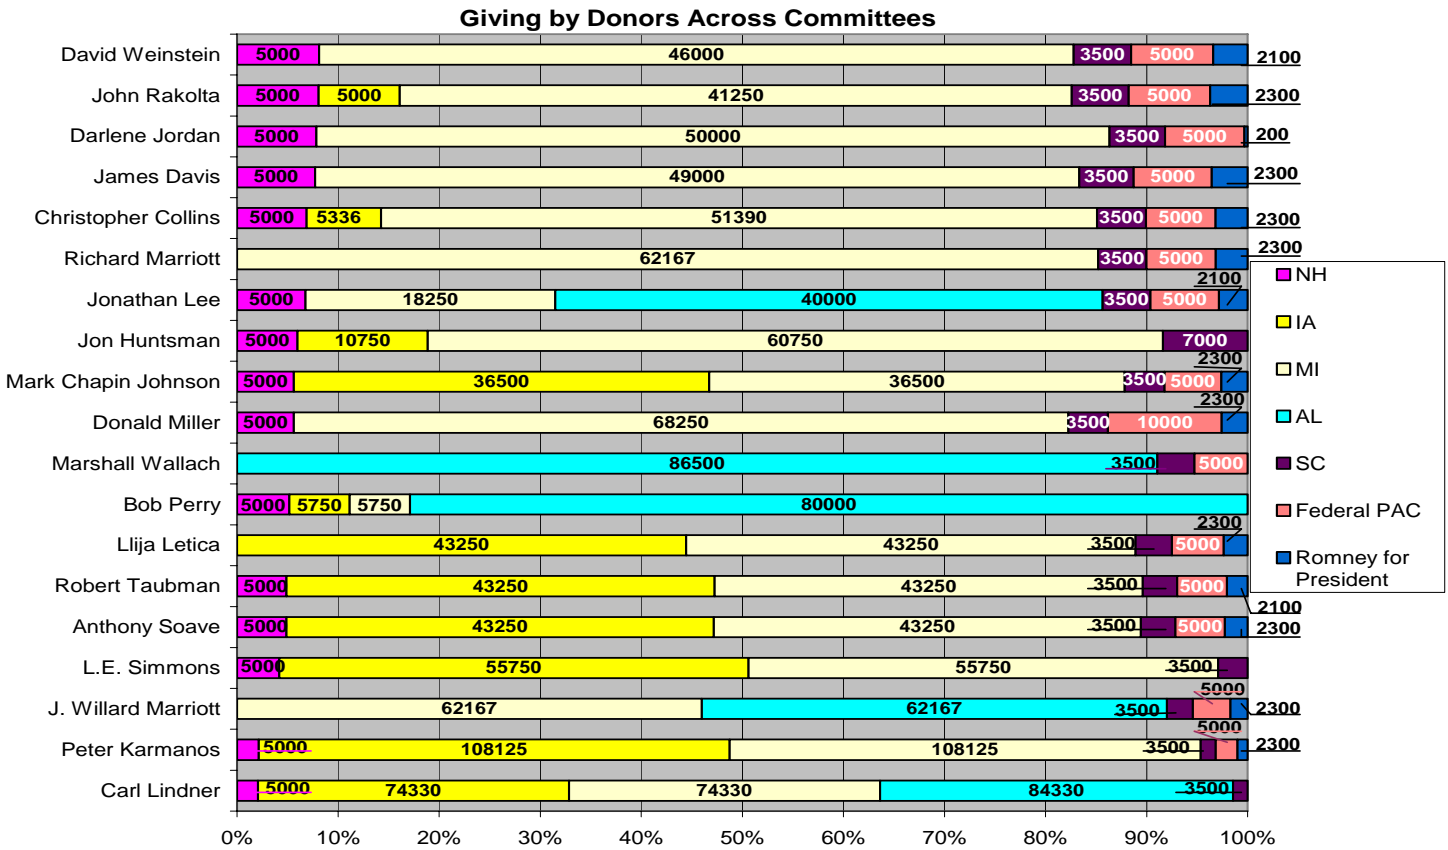 Giving by Donors Across Committees
David Weinstein 5000 46000 3500 5000 2100
John Rakolta 5000 5000 41250 3500 5000 2300
Darlene Jordan 5000 50000 3500 5000 200
James Davis 5000 49000 3500 5000 2300
Christopher Collins 5000 5336 51390 3500 5000 2300
Richard Marriott 62167 3500 5000 2300
Jonathan Lee 5000 18250 40000 3500 5000 2100
Jon Huntsman 5000 10750 60750 7000
Mark Chapin Johnson 5000 36500 36500 3500 5000 2300
Donald Miller 5000 68250 3500 10000 2300
Marshall Wallach 86500 3500 5000
Bob Perry 5000 5750 5750 80000
Llija Letica 43250 43250 3500 5000 2300
Robert Taubman 5000 43250 43250 3500 5000 2100
Anthony Soave 5000 43250 43250 3500 5000 2300
L.E. Simmons 5000 55750 55750 3500
J. Willard Marriott 62167 62167 3500 5000 2300
Peter Karmanos 5000 108125 108125 3500 5000 2300
Carl Lindner 5000 74330 74330 84330 3500
0% 10% 20% 30% 40% 50% 60% 70% 80% 90% 100%
NH
IA
MI
AL
SC
Federal PAC
Romney for
President